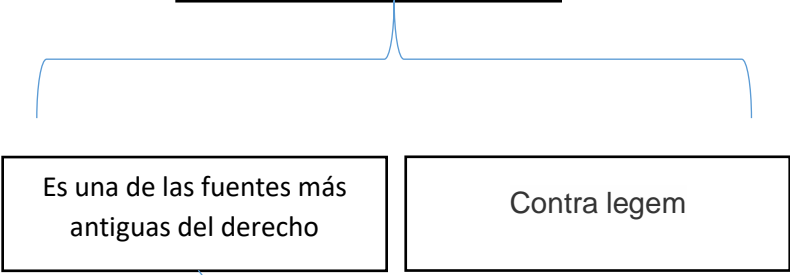 Es una de las fuentes más
antiguas del derecho
Contra legem